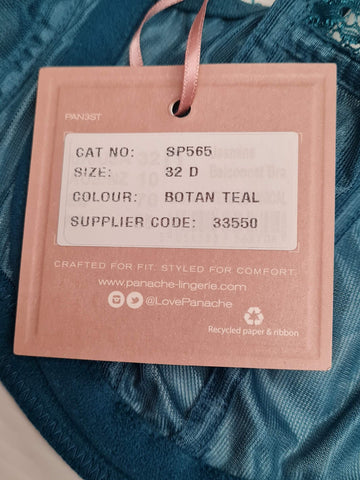 PAN3ST
CAT NO: SP565
SIZE: 32 D
COLOUR: BOTAN TEAL
SUPPLIER CODE: 33550
CRAFTED FOR FIT. STYLED FOR COMFORT.
www.panache-lingerie.com
@LovePanache
Recycled paper & ribbon